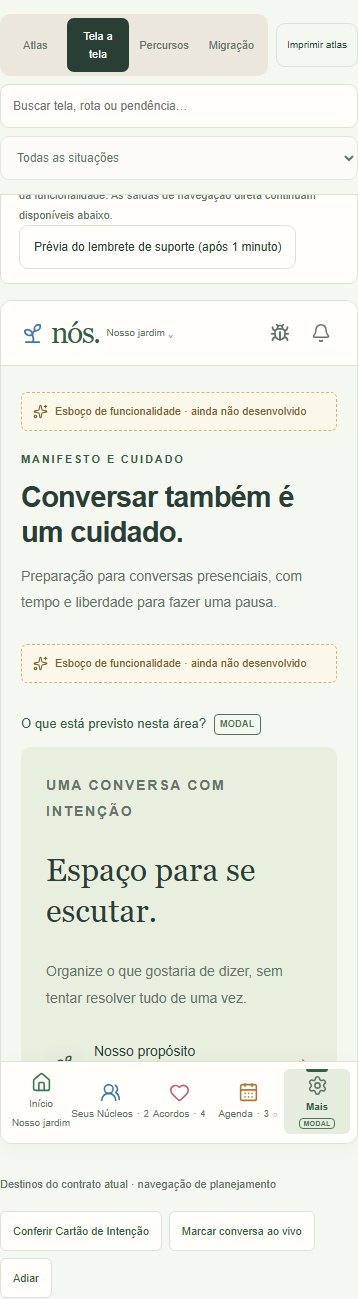 Atlas
Tela a
tela
Percursos
Migração
Imprimir atlas
Buscar tela, rota ou pendência…
Todas as situações
da funcionalidade. As saídas de navegação direta continuam
disponíveis abaixo.
Prévia do lembrete de suporte (após 1 minuto)
nós.
Nosso jardim
Esboço de funcionalidade · ainda não desenvolvido
MANIFESTO E CUIDADO
Conversar também é
um cuidado.
Preparação para conversas presenciais, com
tempo e liberdade para fazer uma pausa.
Esboço de funcionalidade · ainda não desenvolvido
O que está previsto nesta área? MODAL
UMA CONVERSA COM
INTENÇÃO
Espaço para se
escutar.
Organize o que gostaria de dizer, sem
tentar resolver tudo de uma vez.
Nosso propósito
Início
Nosso jardim
Seus Núcleos · 2
Acordos · 4
Agenda · 3
Mais
MODAL
Destinos do contrato atual · navegação de planejamento
Conferir Cartão de Intenção
Marcar conversa ao vivo
Adiar